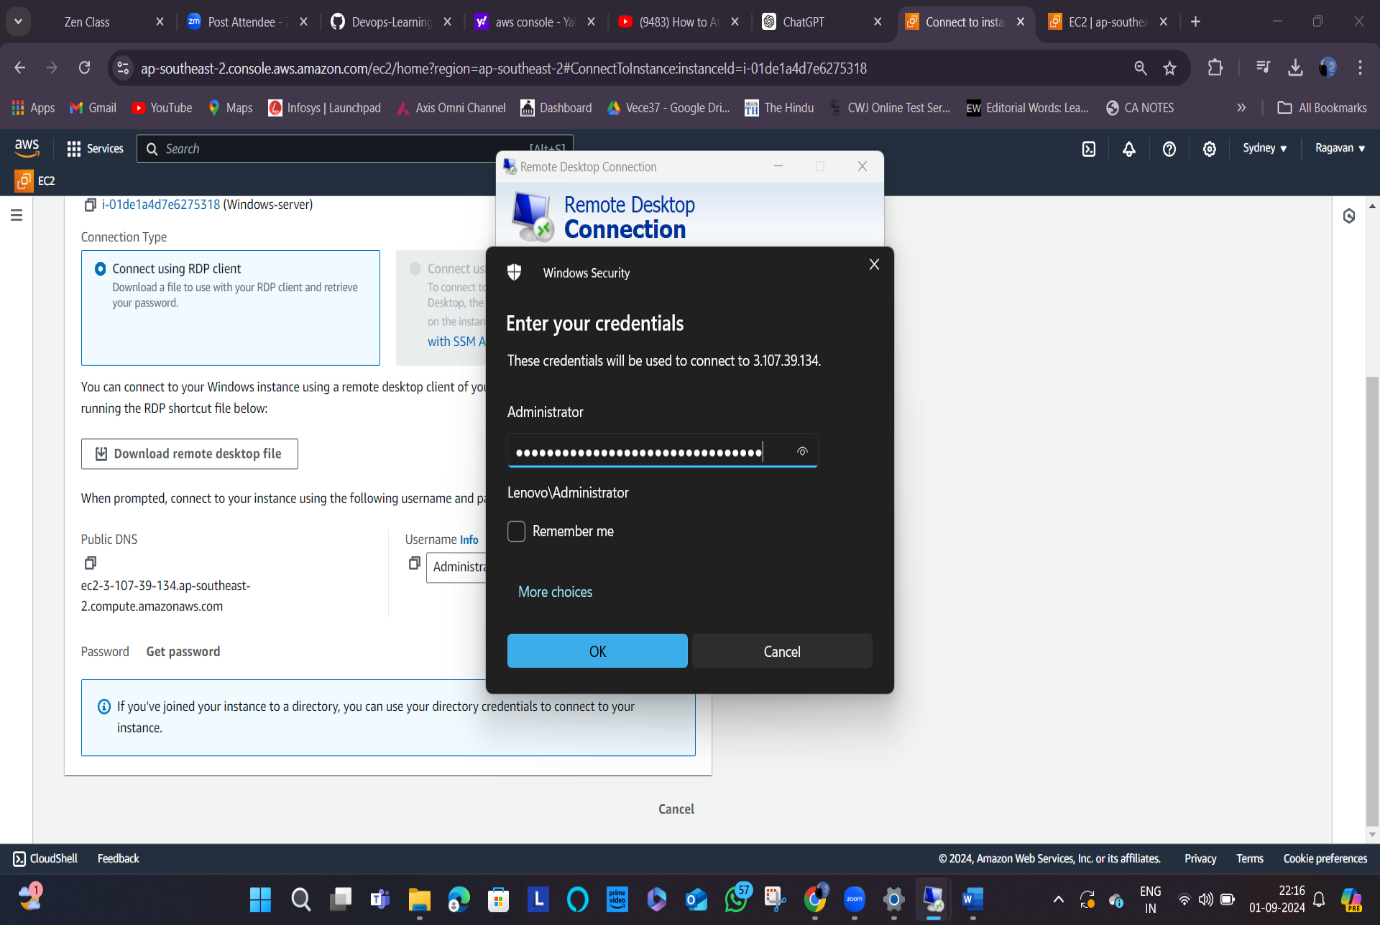 Zen Class
zm Post Attendee - Z
Devops-Learning
aws console - Ya
(9483) How to A
ChatGPT
Connect to insta
EC2 | ap-southea
ap-southeast-2.console.aws.amazon.com/ec2/home?region=ap-southeast-2#ConnectToInstance:instanceId=i-01de1a4d7e6275318
Apps
Gmail
YouTube
Maps
Infosys | Launchpad
Axis Omni Channel
Dashboard
Vece37 - Google Dri...
The Hindu
CWJ Online Test Ser...
EW Editorial Words: Lea...
CA NOTES
All Bookmarks
aws
Services
Search
[Alt+S]
Sydney
Ragavan
EC2
Remote Desktop Connection
Remote Desktop
Connection
i-01de1a4d7e6275318 (Windows-server)
Connection Type
Connect using RDP client
Download a file to use with your RDP client and retrieve
your password.
Connect us
To connect to
Desktop, the
on the instan
with SSM A
You can connect to your Windows instance using a remote desktop client of you
running the RDP shortcut file below:
Download remote desktop file
When prompted, connect to your instance using the following username and pa
Public DNS
ec2-3-107-39-134.ap-southeast-
2.compute.amazonaws.com
Username Info
Administra
Password Get password
If you've joined your instance to a directory, you can use your directory credentials to connect to your
instance.
Cancel
Windows Security
Enter your credentials
These credentials will be used to connect to 3.107.39.134.
Administrator
Lenovo\Administrator
Remember me
More choices
OK
Cancel
CloudShell
Feedback
© 2024, Amazon Web Services, Inc. or its affiliates.
Privacy
Terms
Cookie preferences
1
L
prime
video
57
zoom
ENG
IN
22:16
01-09-2024
PRE